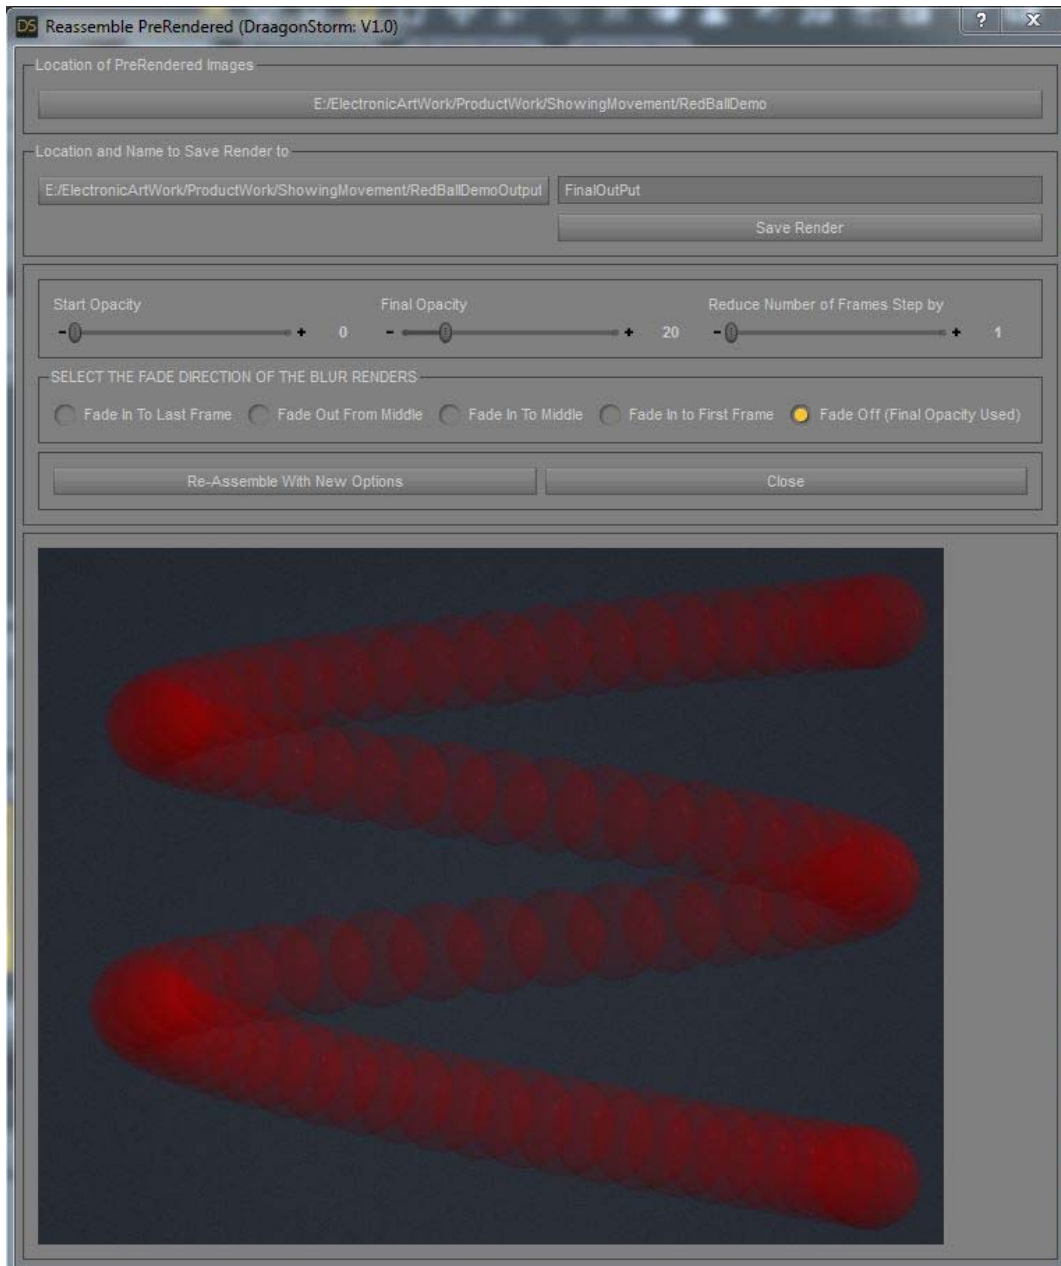 DS Reassemble PreRendered (DraagonStorm: V1.0)
? X
Location of PreRendered Images
E:/ElectronicArtWork/ProductWork/ShowingMovement/RedBallDemo
Location and Name to Save Render to
E:/ElectronicArtWork/ProductWork/ShowingMovement/RedBallDemoOutput FinalOutPut
Save Render
Start Opacity Final Opacity Reduce Number of Frames Step by
- + 0 - + 20 - + 1
SELECT THE FADE DIRECTION OF THE BLUR RENDERS
Fade In To Last Frame Fade Out From Middle Fade In To Middle Fade In to First Frame Fade Off (Final Opacity Used)
Re-Assemble With New Options Close